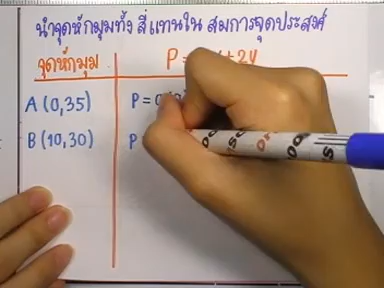 นำจุดหักมุมทั้งสี่แทนใน สมการจุดประสงค์
จุดหักมุม P = +2y
A (0,35) P = 0
B (10,30) P